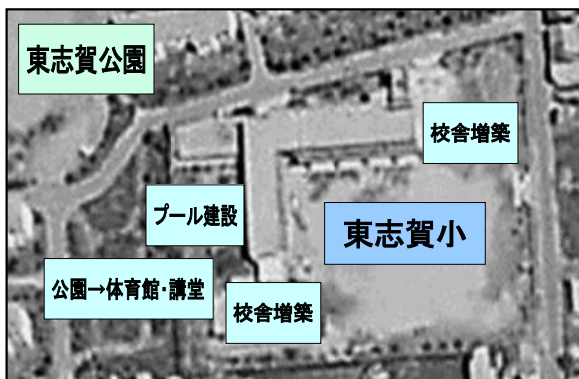 東志賀公園
校舎増築
プール建設
東志賀小
公園→体育館・講堂
校舎増築